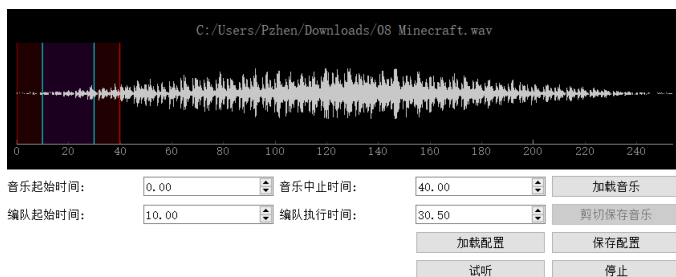 C:/Users/Pzhen/Downloads/08 Minecraft.wav
0 20 40 60 80 100 120 140 160 180 200 220 240
音乐起始时间: 0.00 音乐中止时间: 40.00 加载音乐
编队起始时间: 10.00 编队执行时间: 30.50 剪切保存音乐
加载配置 保存配置
试听 停止